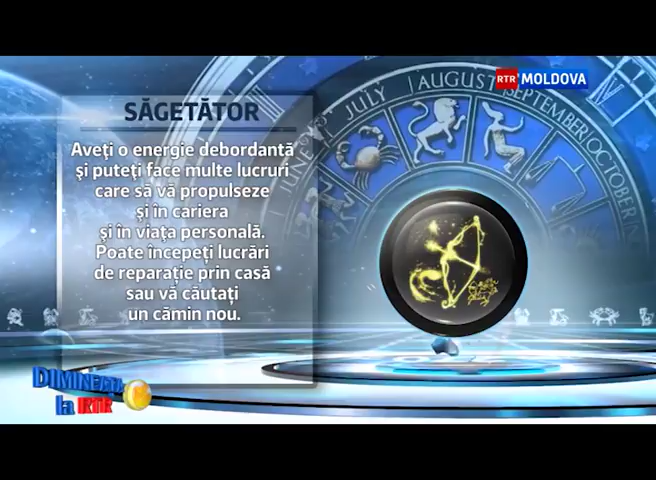 RTR MOLDOVA
JULY
AUGUST
SEPTEMBER
OCTOBER
JUNE
SĂGETĂTOR
Aveți o energie debordantă
și puteți face multe lucruri
care să vă propulseze
și în cariera
și în viața personală.
Poate începeți lucrări
de reparație prin casă
sau vă căutați
un cămin nou.
DIMINEAȚA
la RTR